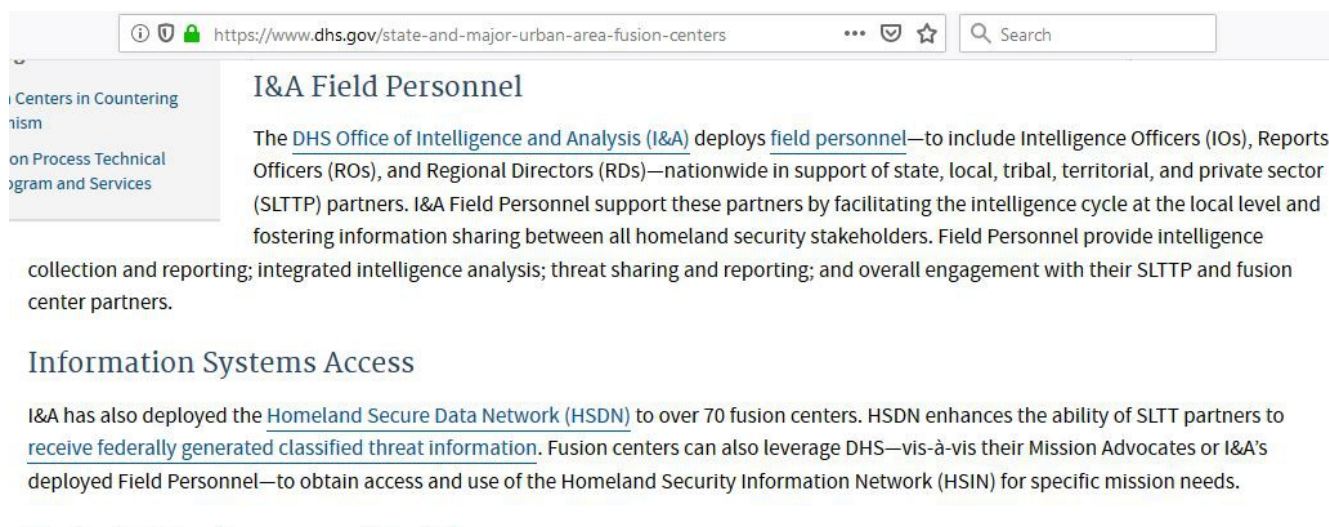 https://www.dhs.gov/state-and-major-urban-area-fusion-centers
Search
Centers in Countering
on Process Technical
and Services
I&A Field Personnel
The DHS Office of Intelligence and Analysis (I&A) deploys field personnel—to include Intelligence Officers (IOs), Reports
Officers (ROs), and Regional Directors (RDs)—nationwide in support of state, local, tribal, territorial, and private sector
(SLTTP) partners. I&A Field Personnel support these partners by facilitating the intelligence cycle at the local level and
fostering information sharing between all homeland security stakeholders. Field Personnel provide intelligence
collection and reporting; integrated intelligence analysis; threat sharing and reporting; and overall engagement with their SLTTP and fusion
center partners.
Information Systems Access
I&A has also deployed the Homeland Secure Data Network (HSDN) to over 70 fusion centers. HSDN enhances the ability of SLTT partners to
receive federally generated classified threat information. Fusion centers can also leverage DHS—vis-à-vis their Mission Advocates or I&A's
deployed Field Personnel—to obtain access and use of the Homeland Security Information Network (HSIN) for specific mission needs.